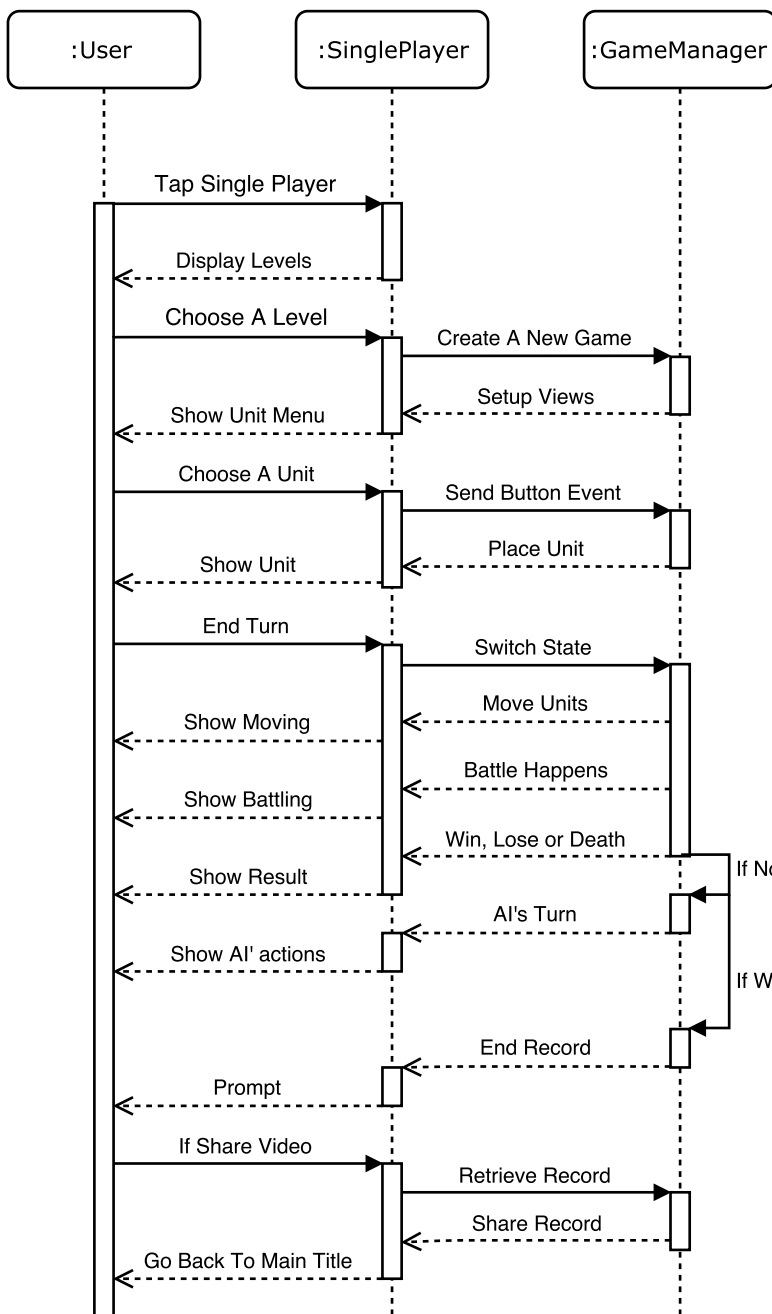 :User
:SinglePlayer
:GameManager
Tap Single Player
Display Levels
Choose A Level
Create A New Game
Setup Views
Show Unit Menu
Choose A Unit
Send Button Event
Place Unit
Show Unit
End Turn
Switch State
Move Units
Show Moving
Battle Happens
Show Battling
Win, Lose or Death
If
Show Result
AI's Turn
Show AI' actions
If
End Record
Prompt
If Share Video
Retrieve Record
Share Record
Go Back To Main Title